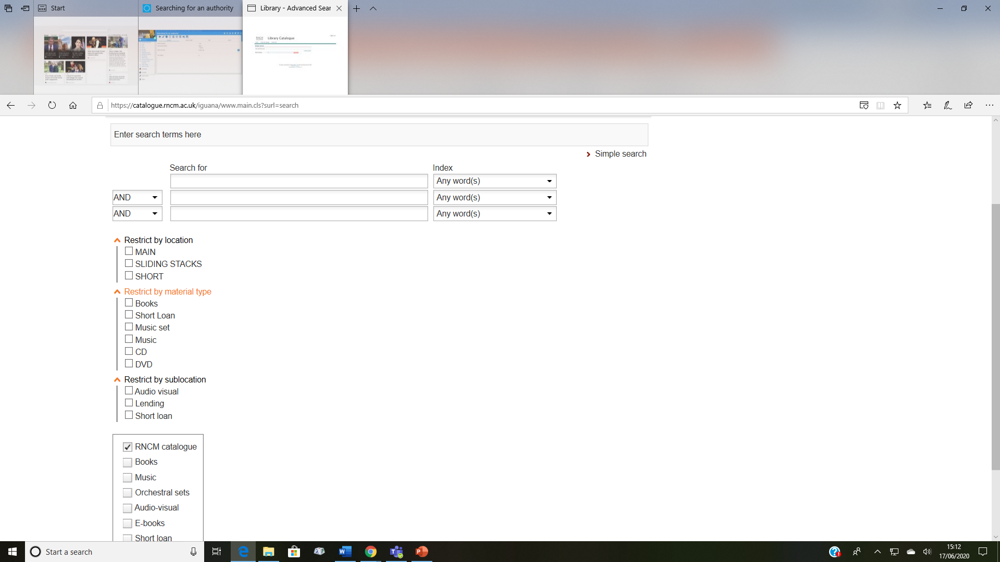 Start
Searching for an authority
Library - Advanced Sear
Library Catalogue
https://catalogue.rncm.ac.uk/iguana/www.main.cls?surl=search
Enter search terms here
Simple search
Search for
Index
Any word(s)
AND
Any word(s)
AND
Any word(s)
Restrict by location
MAIN
SLIDING STACKS
SHORT
Restrict by material type
Books
Short Loan
Music set
Music
CD
DVD
Restrict by sublocation
Audio visual
Lending
Short loan
RNCM catalogue
Books
Music
Orchestral sets
Audio-visual
E-books
Short loan
Start a search
15:12
17/06/2020